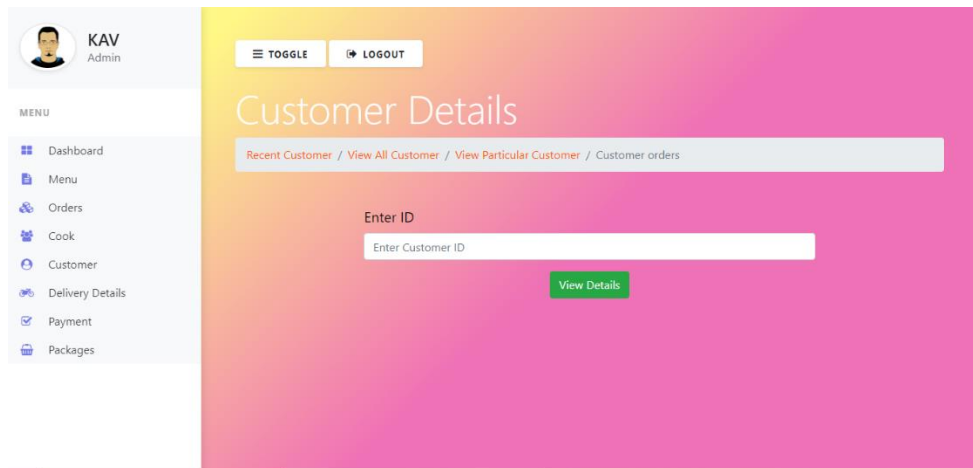 KAV
Admin
MENU
Dashboard
Menu
Orders
Cook
Customer
Delivery Details
Payment
Packages
TOGGLE
LOGOUT
Customer Details
Recent Customer / View All Customer / View Particular Customer / Customer orders
Enter ID
Enter Customer ID
View Details